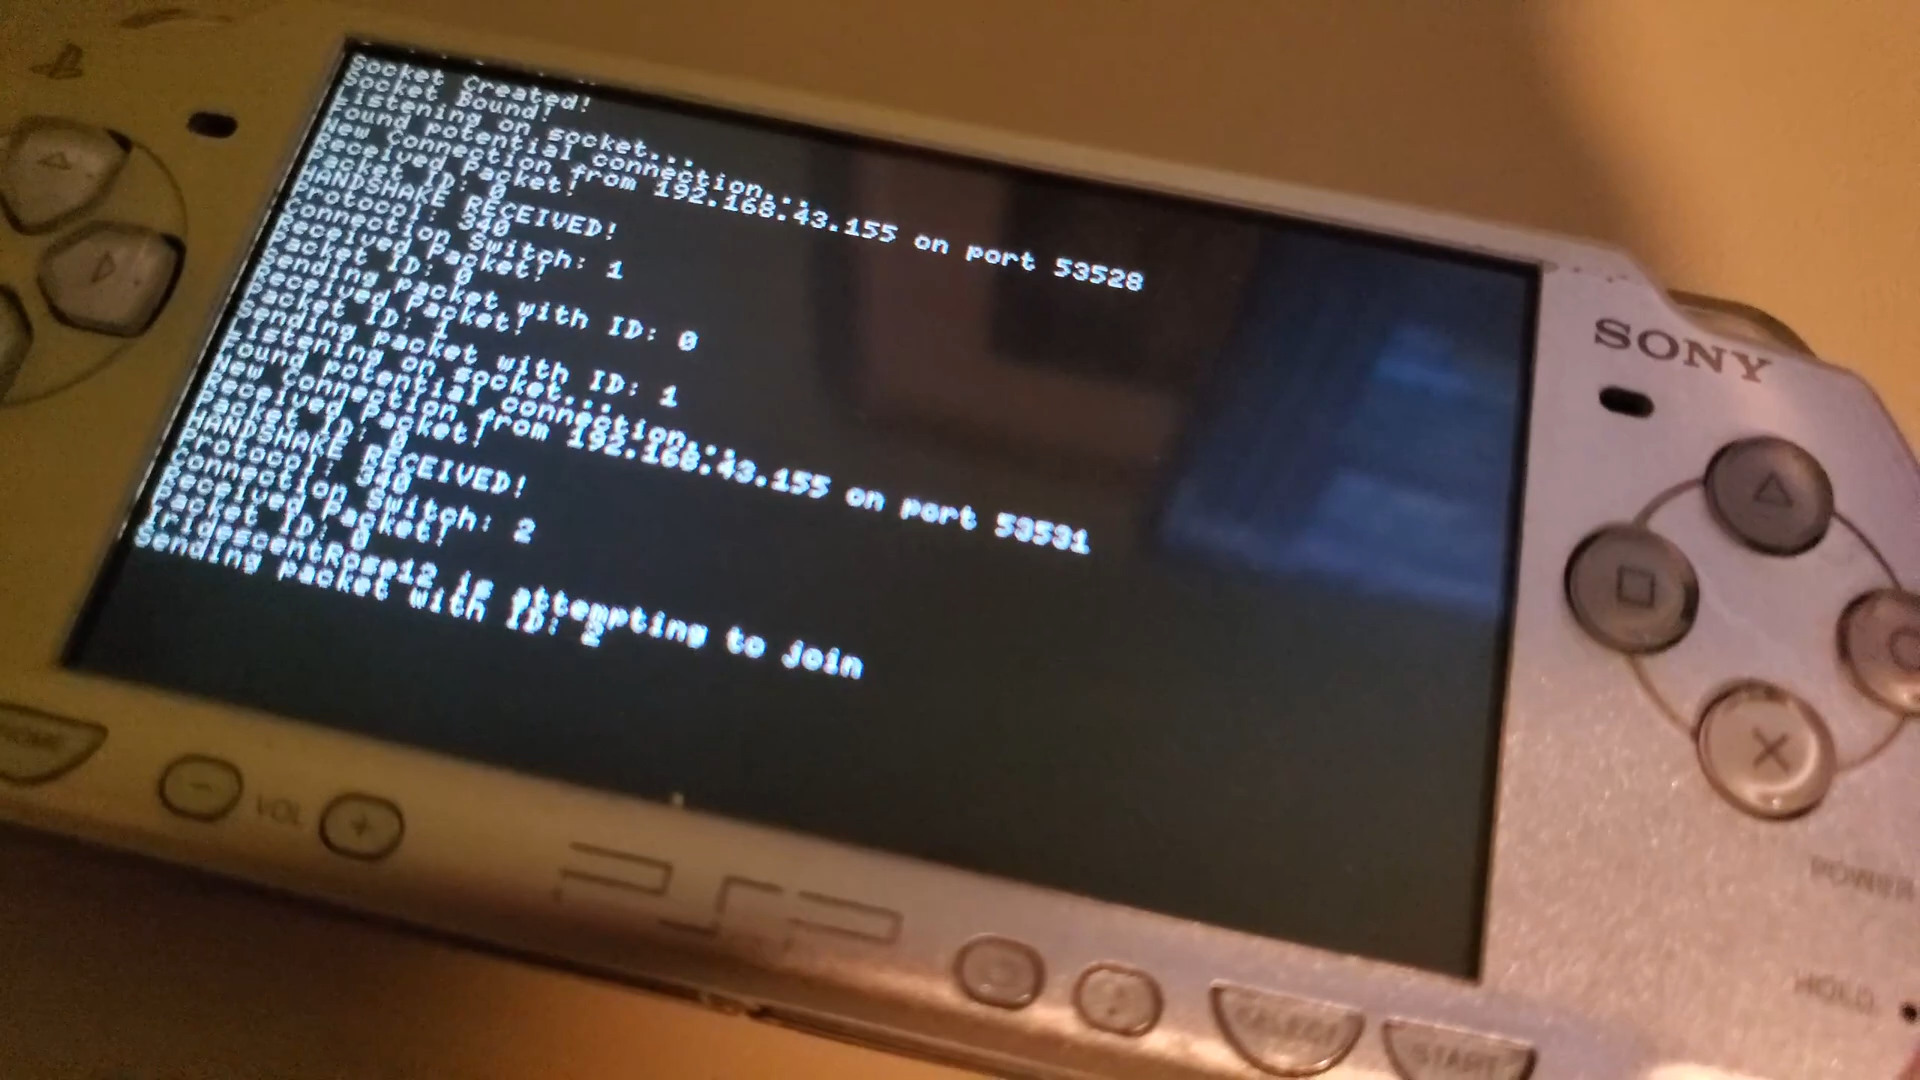 Socket Created!
Socket Bound!
Listening on socket...
Found potential connection...
New Connection from 192.168.43.155 on port 53528
Received Packet!
Packet ID: 0
HANDSHAKE RECEIVED!
Protocol: 340
Connection Switch: 1
Received Packet!
Packet ID: 0
Sending packet with ID: 0
Received Packet!
Packet ID: 1
Sending packet with ID: 1
Listening on socket...
Found potential connection...
New Connection from 192.168.43.155 on port 53531
Received Packet!
Packet ID: 0
HANDSHAKE RECEIVED!
Protocol: 340
Connection Switch: 2
Received Packet!
Packet ID: 0
IridescentRose12 is attempting to join
Sending packet with ID: 2
SONY
HOME
VOL
PSP
SELECT
START
POWER
HOLD